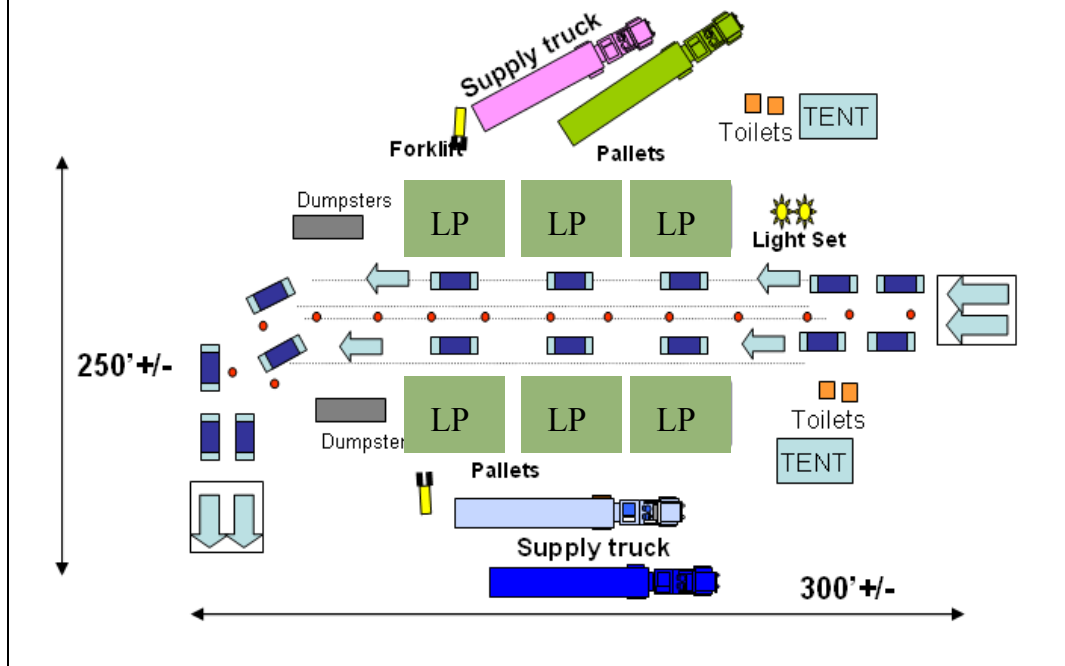 Supply truck
Toilets
TENT
Forklift
Pallets
Dumpsters
LP
LP
LP
Light Set
250'+/-
LP
LP
LP
Toilets
Dumpster
TENT
Pallets
Supply truck
300'+/-